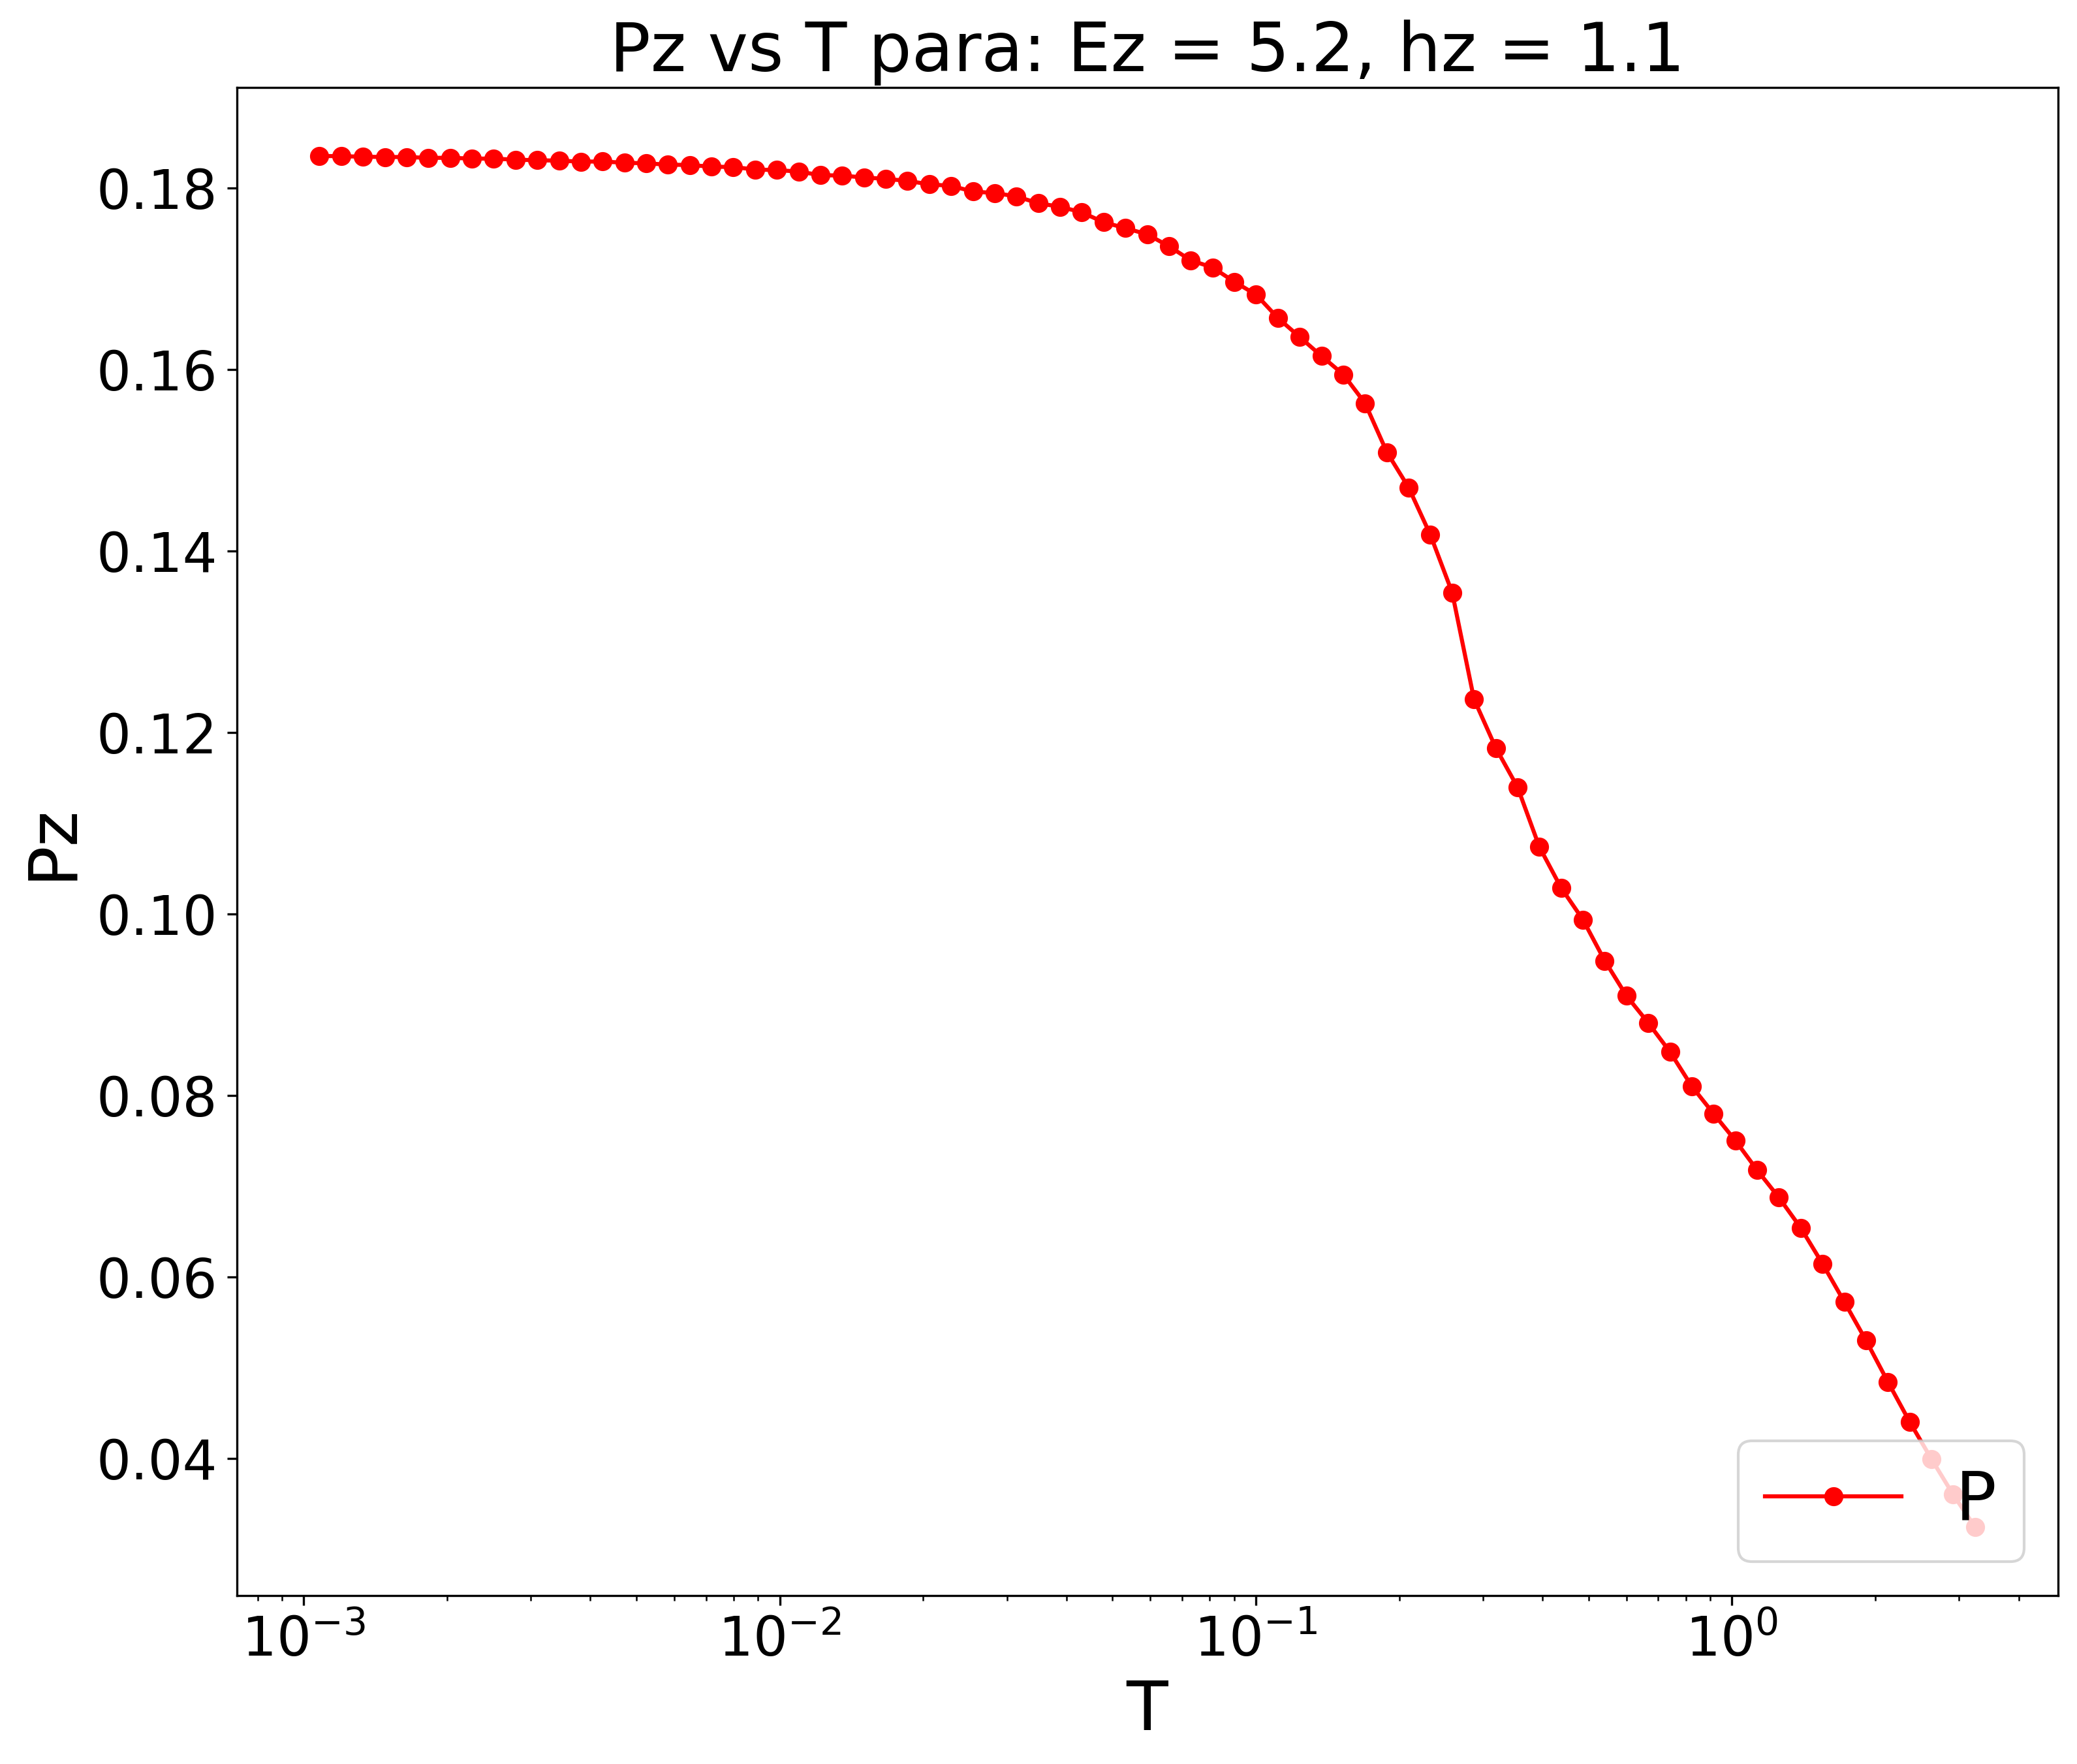 Pz vs T para: Ez = 5.2, hz = 1.1
Pz
0.18
0.16
0.14
0.12
0.10
0.08
0.06
0.04
P
10⁻³ 10⁻² 10⁻¹ 10⁰
T